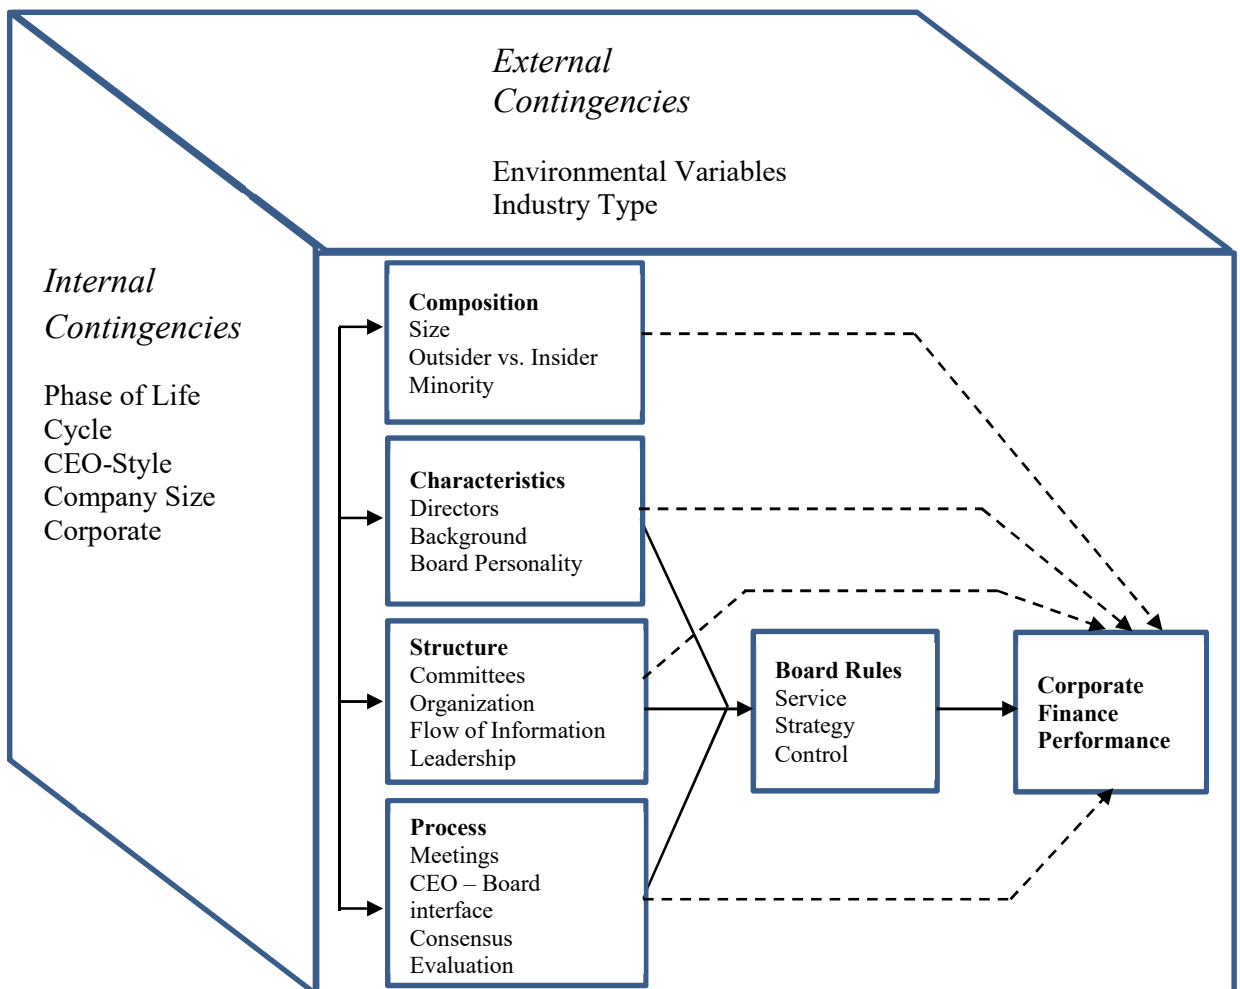 External
Contingencies
Environmental Variables
Industry Type
Internal
Contingencies
Phase of Life
Cycle
CEO-Style
Company Size
Corporate
Composition
Size
Outsider vs. Insider
Minority
Characteristics
Directors
Background
Board Personality
Structure
Committees
Organization
Flow of Information
Leadership
Process
Meetings
CEO – Board
interface
Consensus
Evaluation
Board Rules
Service
Strategy
Control
Corporate
Finance
Performance